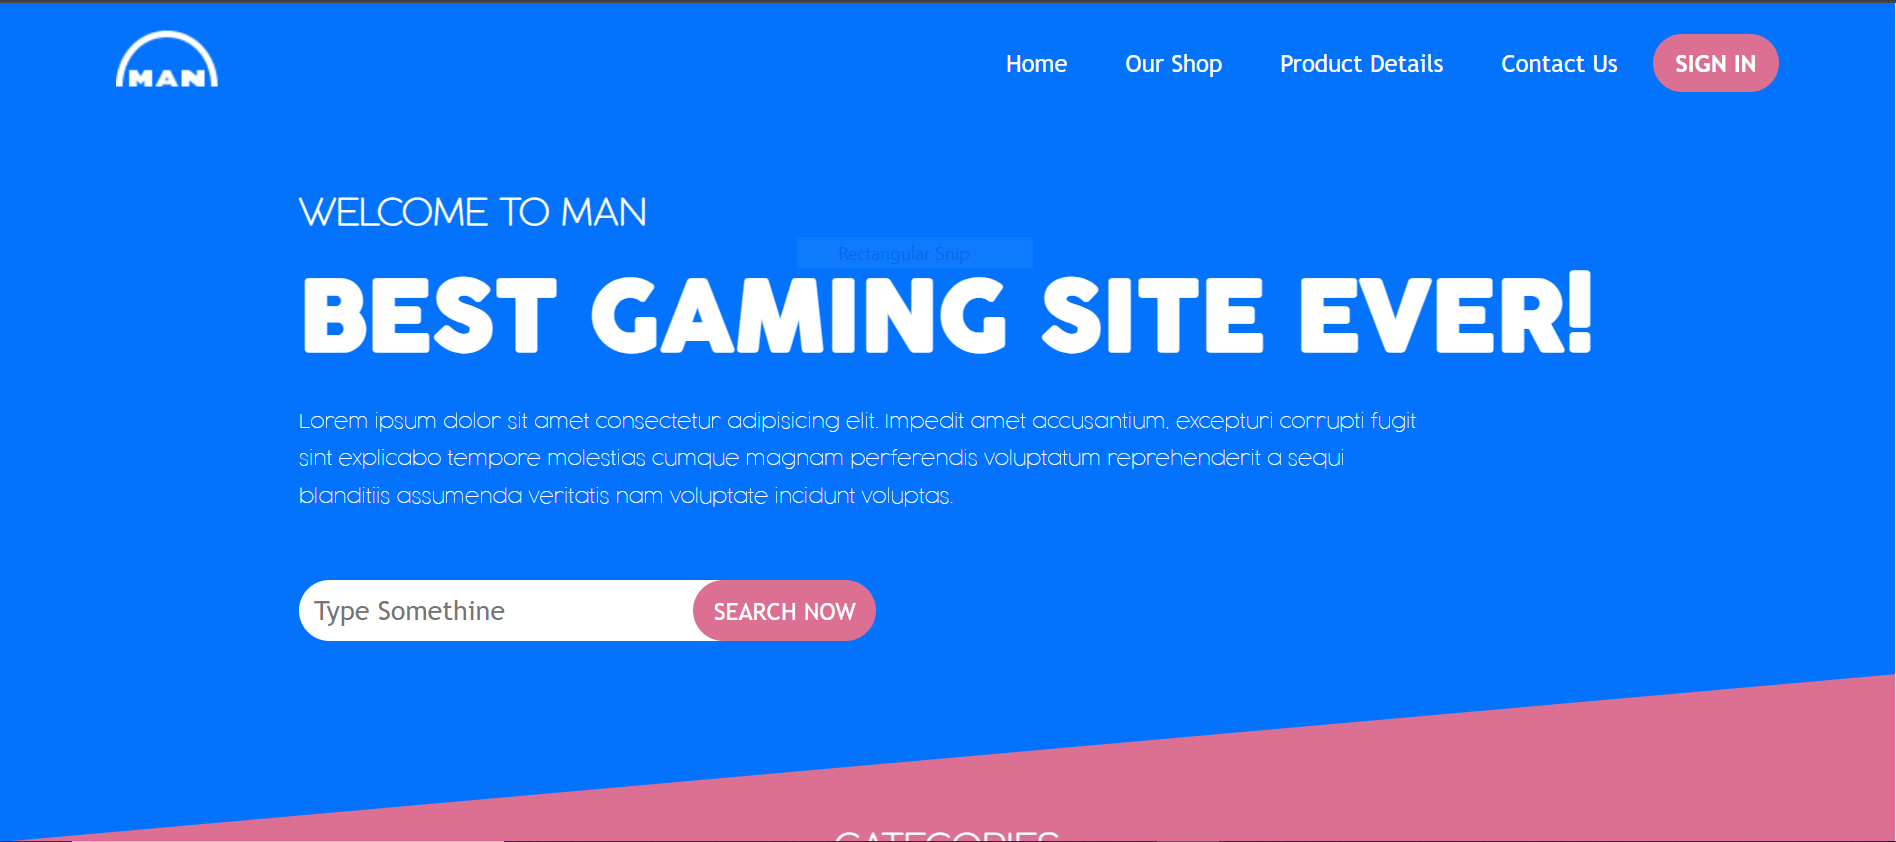 MAN
Home
Our Shop
Product Details
Contact Us
SIGN IN
WELCOME TO MAN
Rectangular Snip
BEST GAMING SITE EVER!
Lorem ipsum dolor sit amet consectetur adipisicing elit. Impedit amet accusantium, excepturi corrupti fugit
sint explicabo tempore molestias cumque magnam perferendis voluptatum reprehenderit a sequi
blanditiis assumenda veritatis nam voluptate incidunt voluptas.
Type Somethine
SEARCH NOW
CATEGORIES